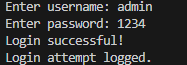 Enter username: admin
Enter password: 1234
Login successful!
Login attempt logged.